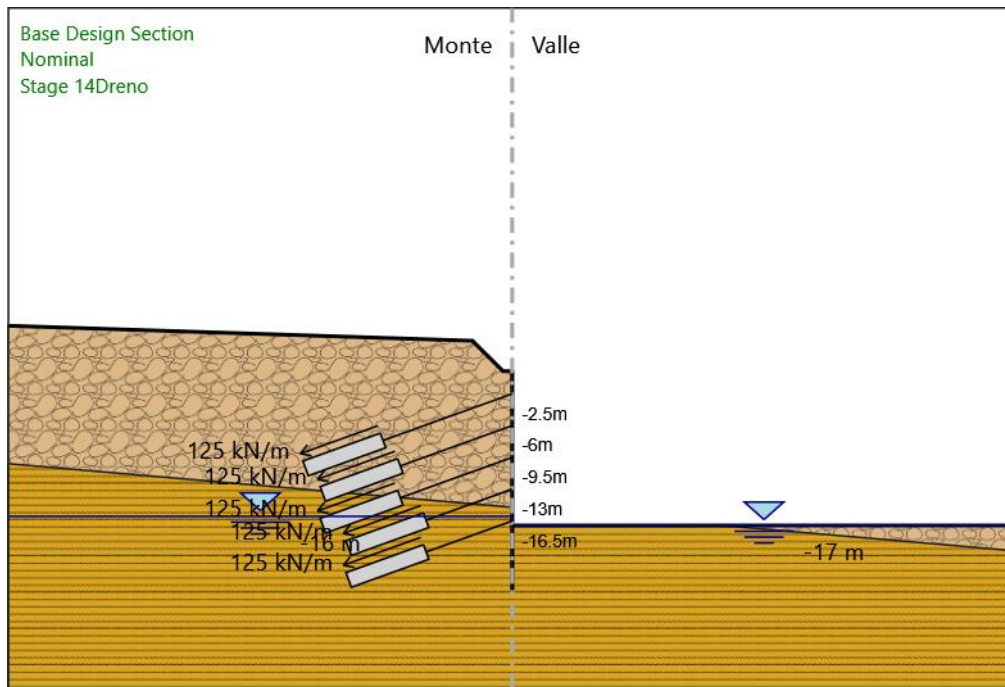 Base Design Section
Nominal
Stage 14Dreno
Monte
Valle
-2.5m
125 kN/m
-6m
125 kN/m
-9.5m
125 kN/m
-13m
125 kN/m
-16 m
-16.5m
-17 m
125 kN/m